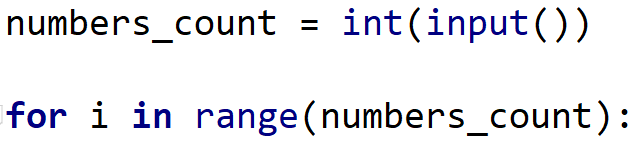 numbers_count = int(input())
for i in range(numbers_count):